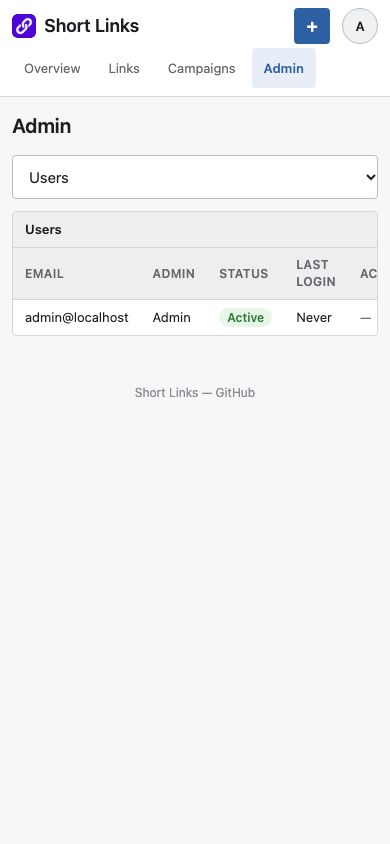 Short Links
+
A
Overview Links Campaigns Admin
Admin
Users
Users
EMAIL ADMIN STATUS LAST LOGIN AC
admin@localhost Admin Active Never —
Short Links — GitHub